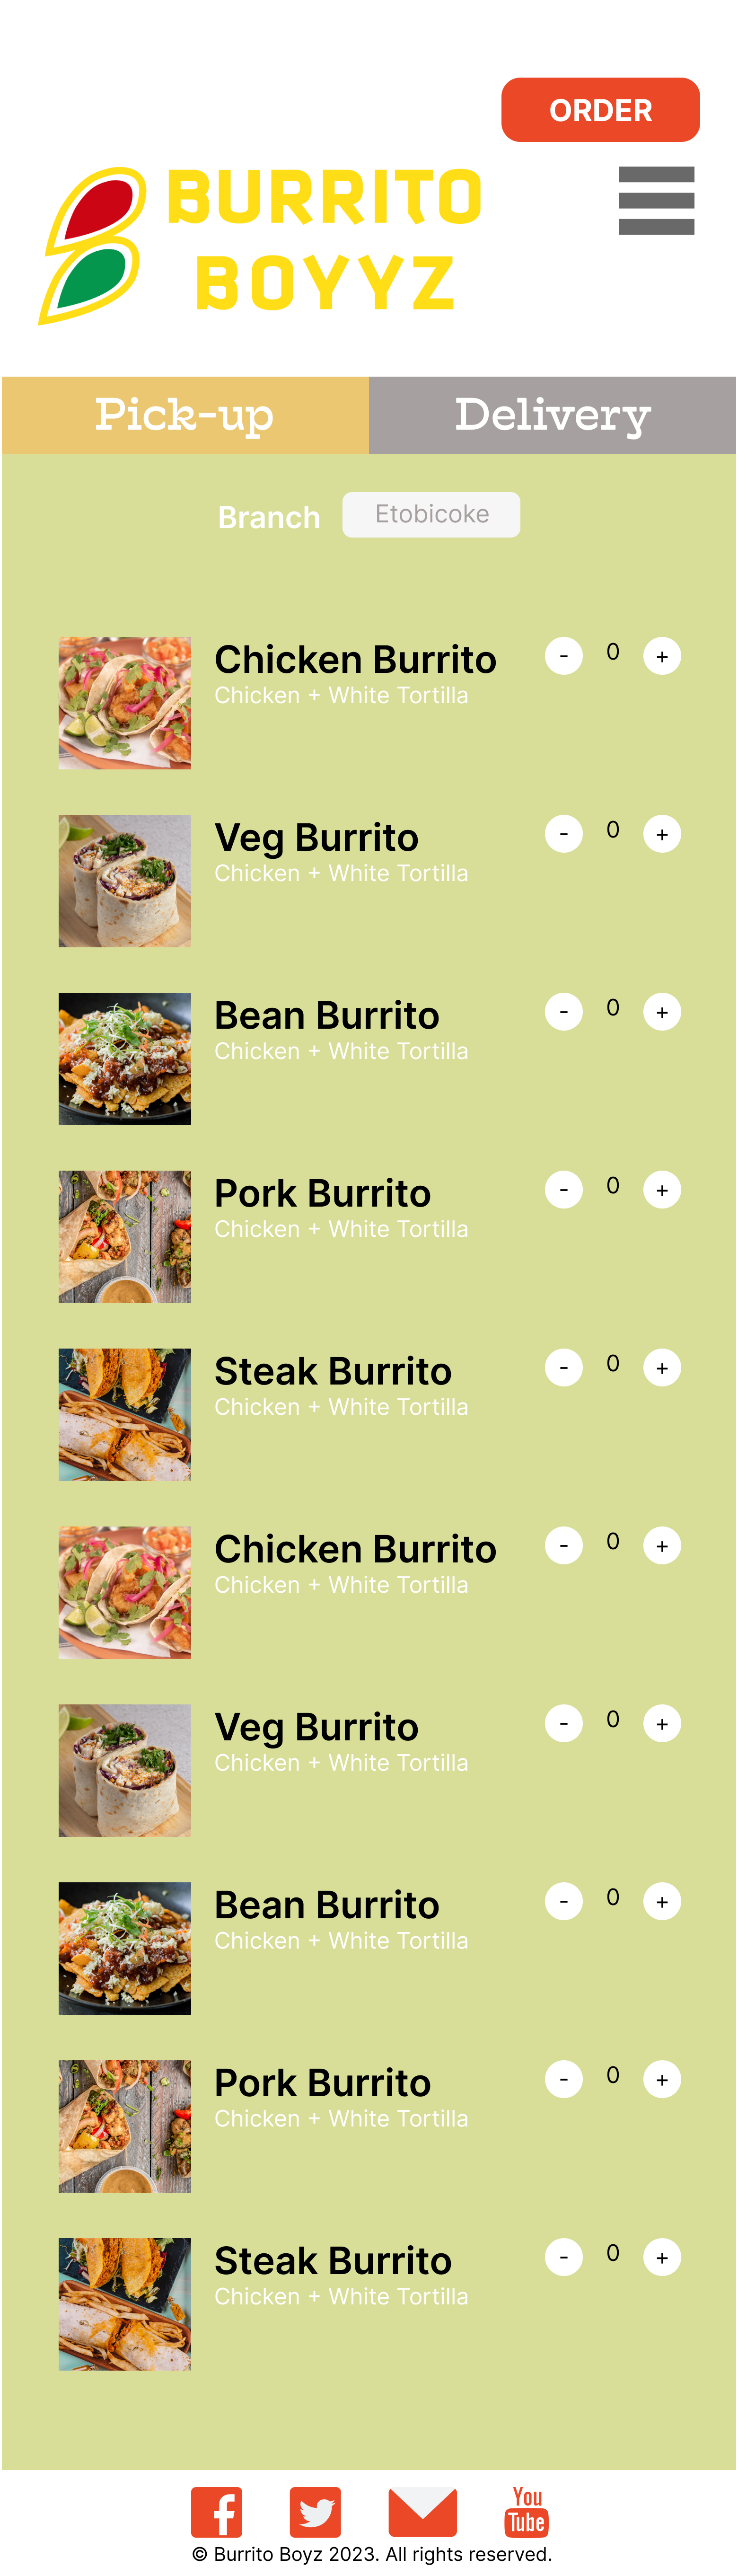 ORDER
BURRITO
BOYYZ
Pick-up Delivery
Branch Etobicoke
Chicken Burrito - 0 +
Chicken + White Tortilla
Veg Burrito - 0 +
Chicken + White Tortilla
Bean Burrito - 0 +
Chicken + White Tortilla
Pork Burrito - 0 +
Chicken + White Tortilla
Steak Burrito - 0 +
Chicken + White Tortilla
Chicken Burrito - 0 +
Chicken + White Tortilla
Veg Burrito - 0 +
Chicken + White Tortilla
Bean Burrito - 0 +
Chicken + White Tortilla
Pork Burrito - 0 +
Chicken + White Tortilla
Steak Burrito - 0 +
Chicken + White Tortilla
You
Tube
© Burrito Boyz 2023. All rights reserved.